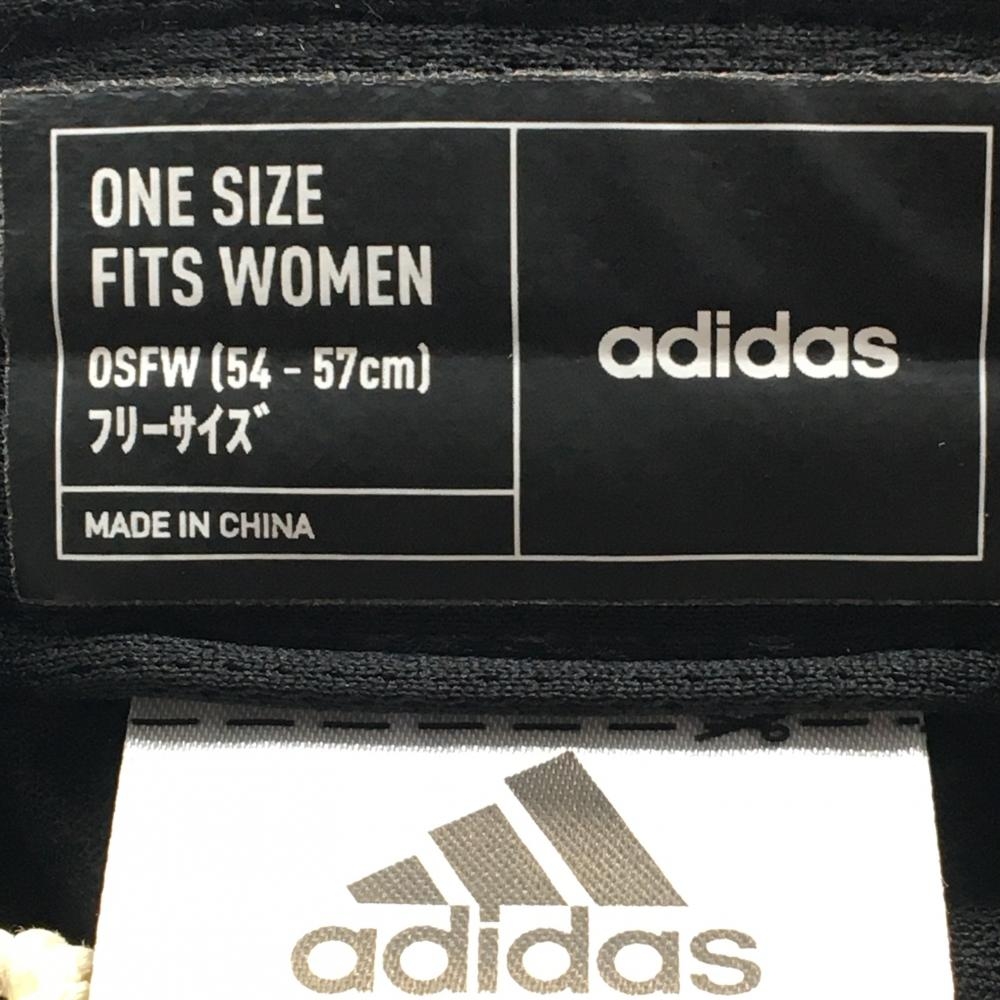 ONE SIZE
FITS WOMEN
OSFW (54 - 57cm)
フリーサイズ
MADE IN CHINA
adidas
adidas